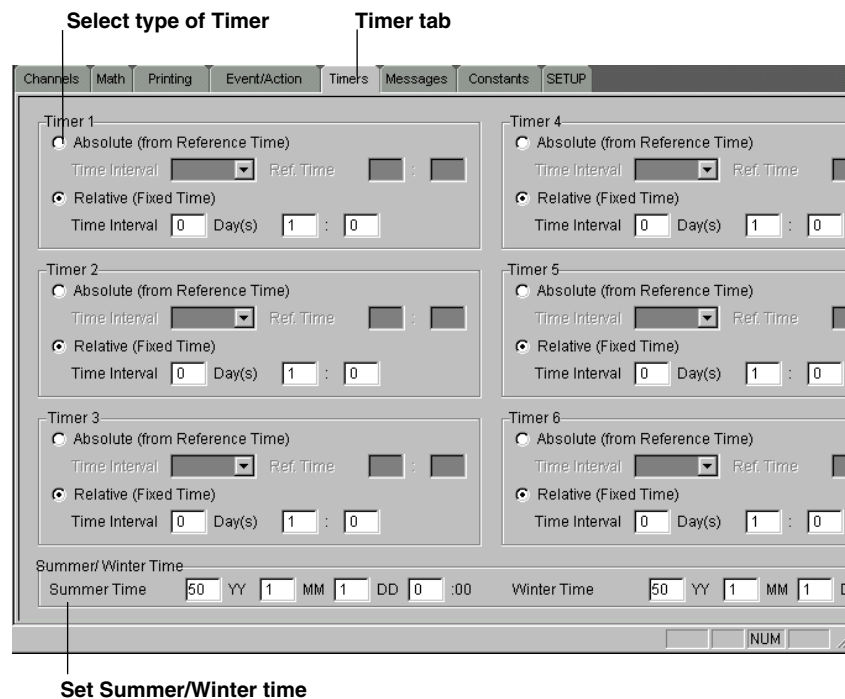 Select type of Timer Timer tab
Channels Math Printing Event/Action Timers Messages Constants SETUP
Timer 1
Absolute (from Reference Time)
Time Interval Ref. Time :
Relative (Fixed Time)
Time Interval 0 Day(s) 1 : 0
Timer 4
Absolute (from Reference Time)
Time Interval Ref. Time
Relative (Fixed Time)
Time Interval 0 Day(s) 1 : 0
Timer 2
Absolute (from Reference Time)
Time Interval Ref. Time :
Relative (Fixed Time)
Time Interval 0 Day(s) 1 : 0
Timer 5
Absolute (from Reference Time)
Time Interval Ref. Time
Relative (Fixed Time)
Time Interval 0 Day(s) 1 : 0
Timer 3
Absolute (from Reference Time)
Time Interval Ref. Time :
Relative (Fixed Time)
Time Interval 0 Day(s) 1 : 0
Timer 6
Absolute (from Reference Time)
Time Interval Ref. Time
Relative (Fixed Time)
Time Interval 0 Day(s) 1 : 0
Summer/ Winter Time
Summer Time 50 YY 1 MM 1 DD 0 :00 Winter Time 50 YY 1 MM 1
NUM
Set Summer/Winter time